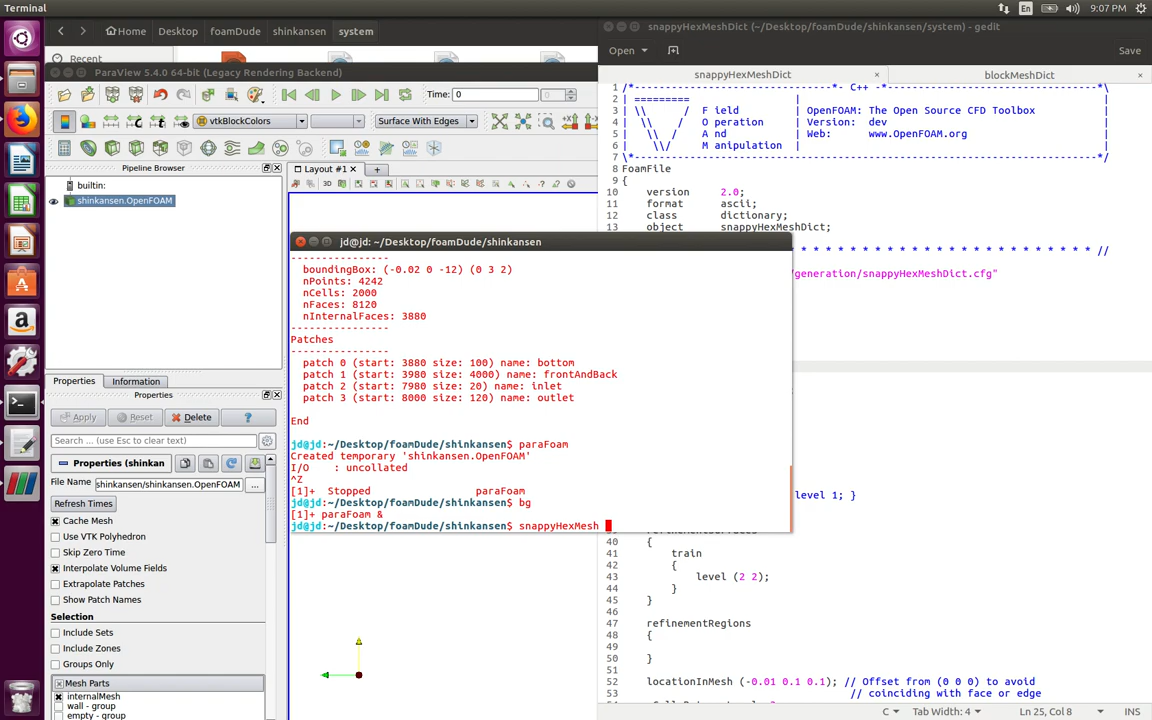 Terminal
En
9:07 PM
Home
Desktop
foamDude
shinkansen
system
Recent
ParaView 5.4.0 64-bit (Legacy Rendering Backend)
Time: 0
0
vtkBlockColors
Surface With Edges
Pipeline Browser
builtin:
shinkansen.OpenFOAM
Layout #1
3D
Properties
Information
Properties
Apply
Reset
Delete
?
Search ... (use Esc to clear text)
Properties (shinkan
File Name
shinkansen/shinkansen.OpenFOAM
...
Refresh Times
Cache Mesh
Use VTK Polyhedron
Skip Zero Time
Interpolate Volume Fields
Extrapolate Patches
Show Patch Names
Selection
Include Sets
Include Zones
Groups Only
Mesh Parts
internalMesh
wall - group
empty - group
jd@jd: ~/Desktop/foamDude/shinkansen
----------------
boundingBox: (-0.02 0 -12) (0 3 2)
nPoints: 4242
nCells: 2000
nFaces: 8120
nInternalFaces: 3880
----------------
Patches
----------------
patch 0 (start: 3880 size: 100) name: bottom
patch 1 (start: 3980 size: 4000) name: frontAndBack
patch 2 (start: 7980 size: 20) name: inlet
patch 3 (start: 8000 size: 120) name: outlet
End
jd@jd:~/Desktop/foamDude/shinkansen$ paraFoam
Created temporary 'shinkansen.OpenFOAM'
I/O    : uncollated
^Z
[1]+  Stopped                 paraFoam
jd@jd:~/Desktop/foamDude/shinkansen$ bg
[1]+ paraFoam &
jd@jd:~/Desktop/foamDude/shinkansen$ snappyHexMesh
snappyHexMeshDict (~/Desktop/foamDude/shinkansen/system) - gedit
Open
Save
snappyHexMeshDict ×
blockMeshDict ×
1 /*--------------------------------*- C++ -*----------------------------------*\
2 | =========                 |
3 | \\      /  F ield         | OpenFOAM: The Open Source CFD Toolbox
4 |  \\    /   O peration     | Version:  dev
5 |   \\  /    A nd           | Web:      www.OpenFOAM.org
6 |    \\/     M anipulation  |
7 \*---------------------------------------------------------------------------*/
8 FoamFile
9 {
10     version     2.0;
11     format      ascii;
12     class       dictionary;
13     object      snappyHexMeshDict;
* * * * * * * * * * * * * * * * * * * //
generation/snappyHexMeshDict.cfg"
level 1; }
40     {
41         train
42         {
43             level (2 2);
44         }
45     }
46
47     refinementRegions
48     {
49
50     }
51
52     locationInMesh (-0.01 0.1 0.1); // Offset from (0 0 0) to avoid
53                                     // coinciding with face or edge
C
Tab Width: 4
Ln 25, Col 8
INS